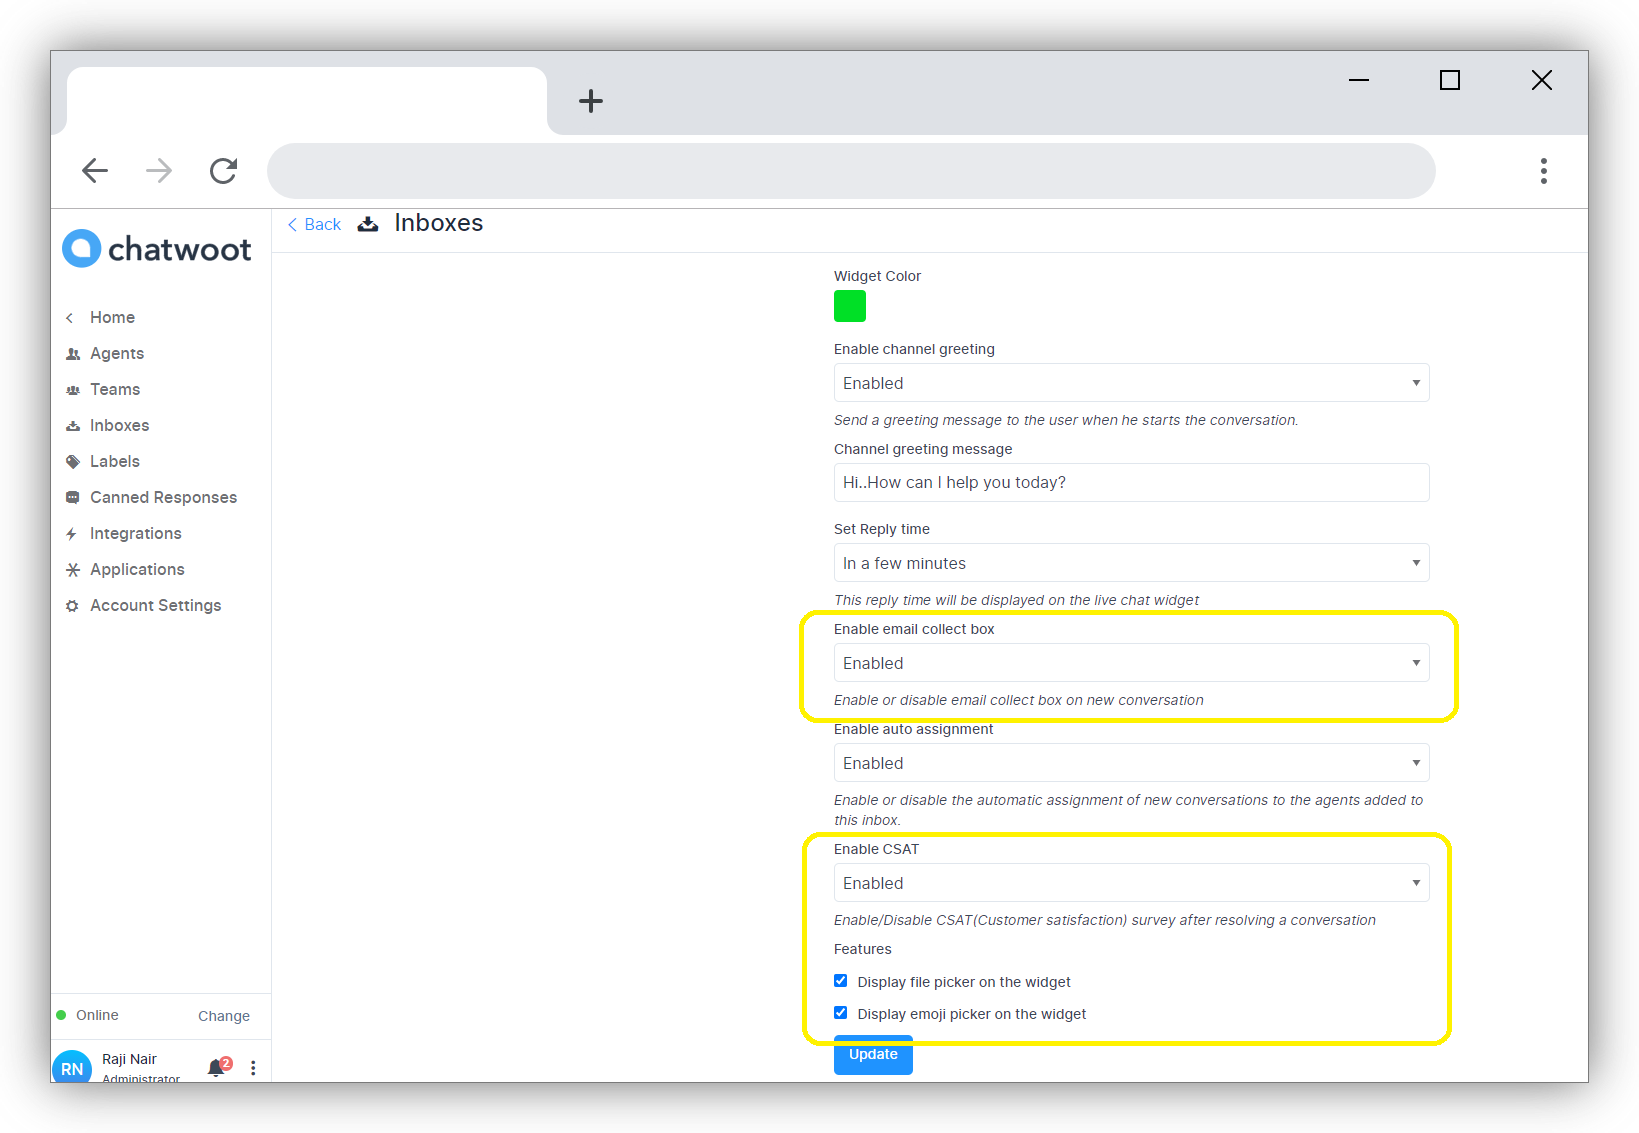 Back
Inboxes
chatwoot
Home
Agents
Teams
Inboxes
Labels
Canned Responses
Integrations
Applications
Account Settings
Online
Change
RN
Raji Nair
Administrator
2
Widget Color
Enable channel greeting
Enabled
Send a greeting message to the user when he starts the conversation.
Channel greeting message
Hi..How can I help you today?
Set Reply time
In a few minutes
This reply time will be displayed on the live chat widget
Enable email collect box
Enabled
Enable or disable email collect box on new conversation
Enable auto assignment
Enabled
Enable or disable the automatic assignment of new conversations to the agents added to
this inbox.
Enable CSAT
Enabled
Enable/Disable CSAT(Customer satisfaction) survey after resolving a conversation
Features
Display file picker on the widget
Display emoji picker on the widget
Update